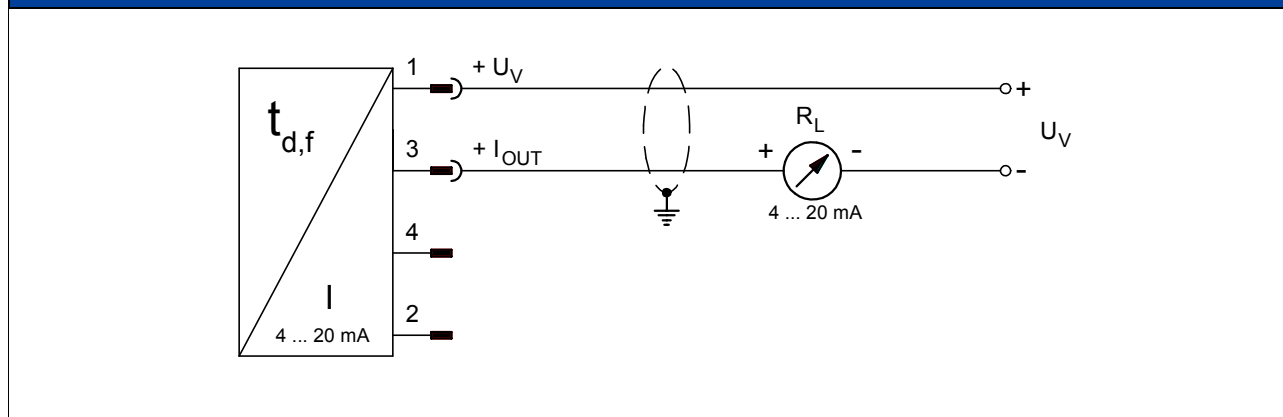 1
+ U_V
t_d,f
R_L
+
U_V
3
+ I_OUT
+
-
-
4 ... 20 mA
4
I
2
4 ... 20 mA